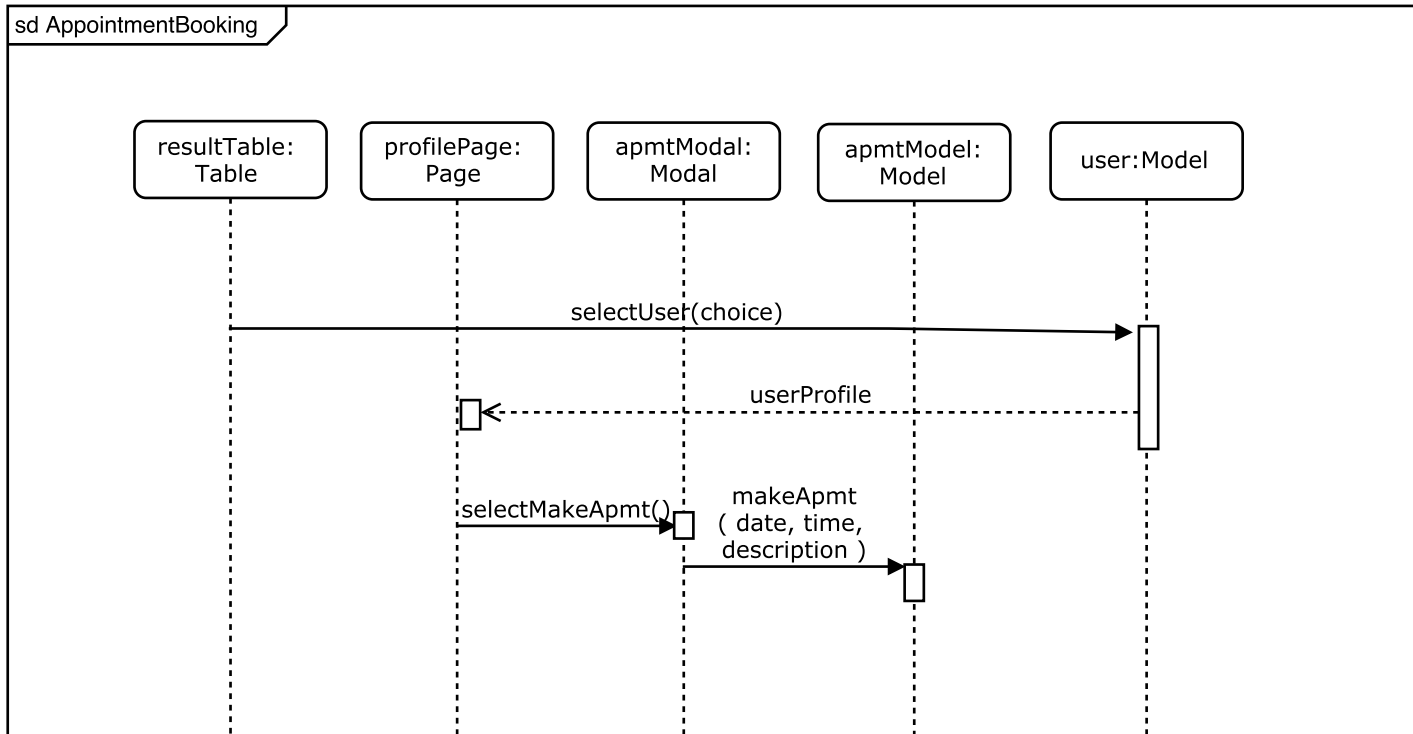 sd AppointmentBooking
resultTable:
Table
profilePage:
Page
apmtModal:
Modal
apmtModel:
Model
user:Model
selectUser(choice)
userProfile
selectMakeApmt()
makeApmt
( date, time,
description )